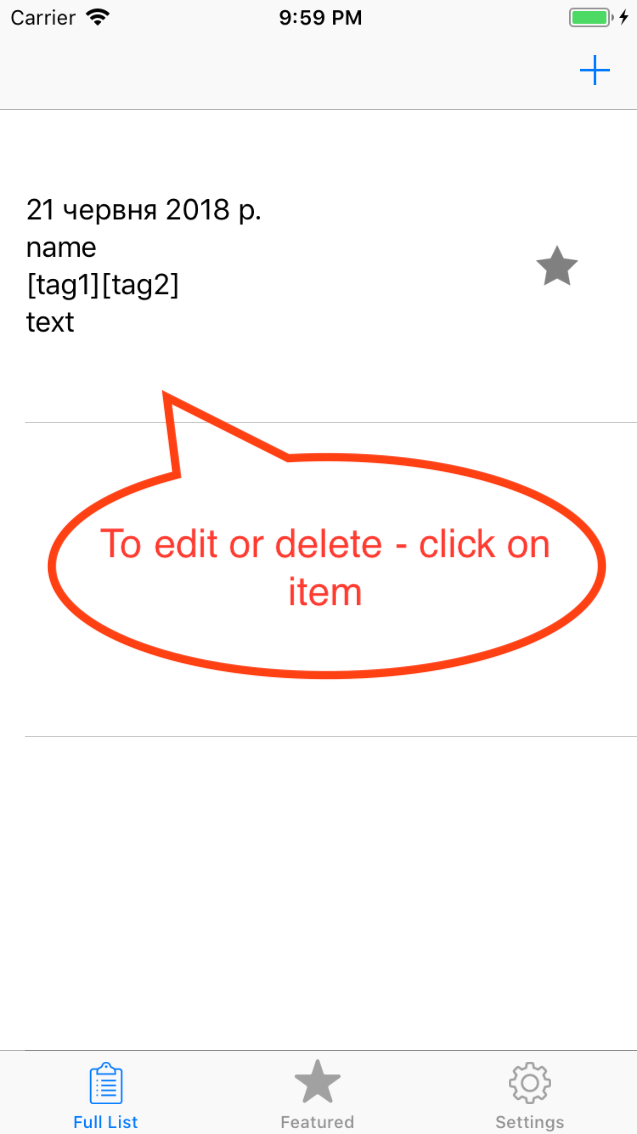 Carrier 9:59 PM
21 червня 2018 р.
name
[tag1][tag2]
text
To edit or delete - click on
item
Full List Featured Settings